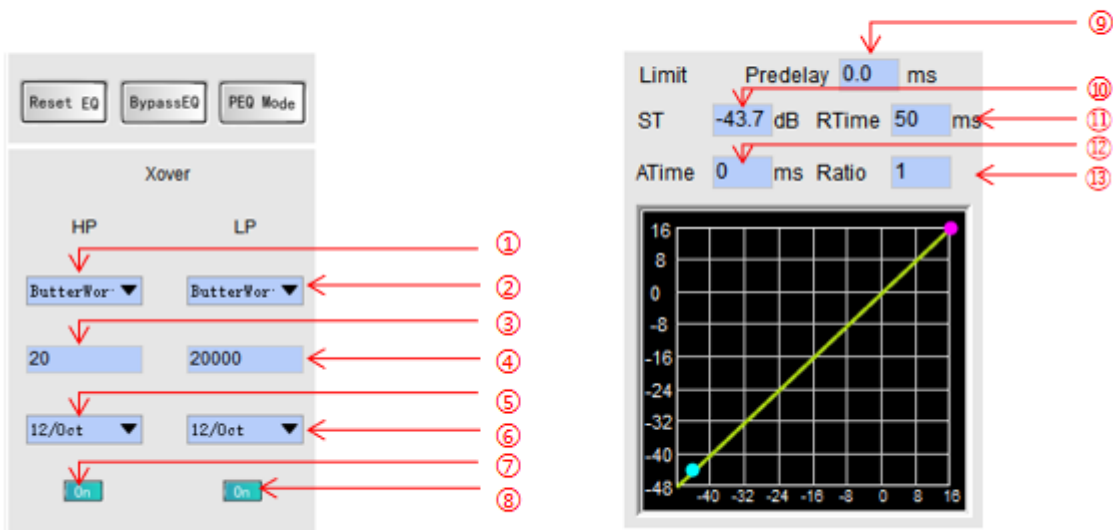 ⑨
Reset EQ BypassEQ PEQ Mode
Xover
HP LP
①
ButterWor ButterWor
②
③
20 20000
④
⑤
12/Oct 12/Oct
⑥
⑦
On On
⑧
Limit Predelay 0.0 ms
⑩
ST -43.7 dB RTime 50 ms
⑪
⑫
ATime 0 ms Ratio 1
⑬
16
8
0
-8
-16
-24
-32
-40
-48
-40 -32 -24 -16 -8 0 8 16